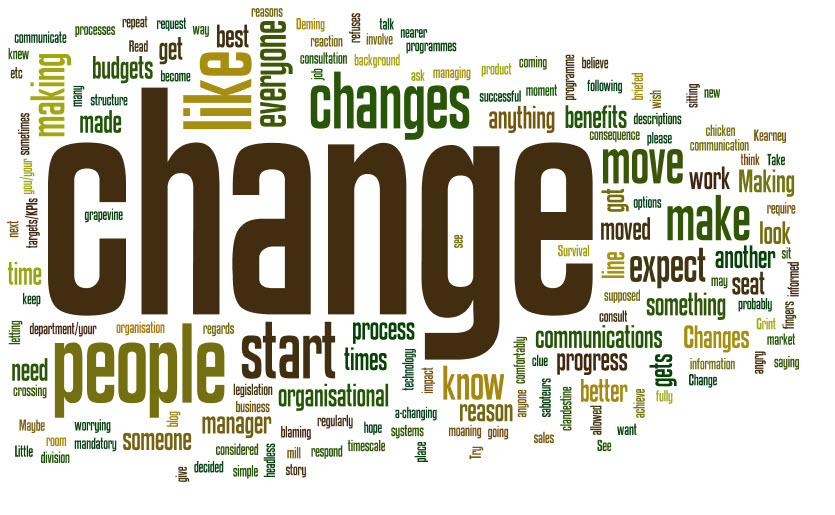 reasons
repeat request way
Deming
refuses
talk
processes
communicate
best
reaction
involve
nearer
programmes
knew
Read
get
like
everyone
consultation
background
etc
making
budgets
become
job
ask managing product
coming
programme
believe
many
structure
changes
successful
moment
following
briefed
wish
sitting
new
sometimes
made
anything
benefits
descriptions
change
consequence
please
chicken
communication
Kearney
you/your
move
work
think Take
Making
targets/KPIs
grapevine
got
options
make
require
next
see
moved
look
Survival
line
expect
another
sit
time
may
seat
informed
keep
supposed
something
probably
fingers
letting
department/your
organisation
regards
start
process
consult
communications
Changes
Grint
market
need
people
times
technology
comfortably
clue
progress
gets
information
angry
saying
crossing
legislation
organisational
impact
know
better
Change
business
saboteurs
clandestine
achieve
fully
Maybe
worrying
blog
manager
regularly
a-changing
reason
anyone
allowed
room
mandatory
someone
blaming
hope
systems
moaning going
want
Little
division
considered
mill
respond
timescale
place
Try
sales
See
give
decided
simple
headless
story